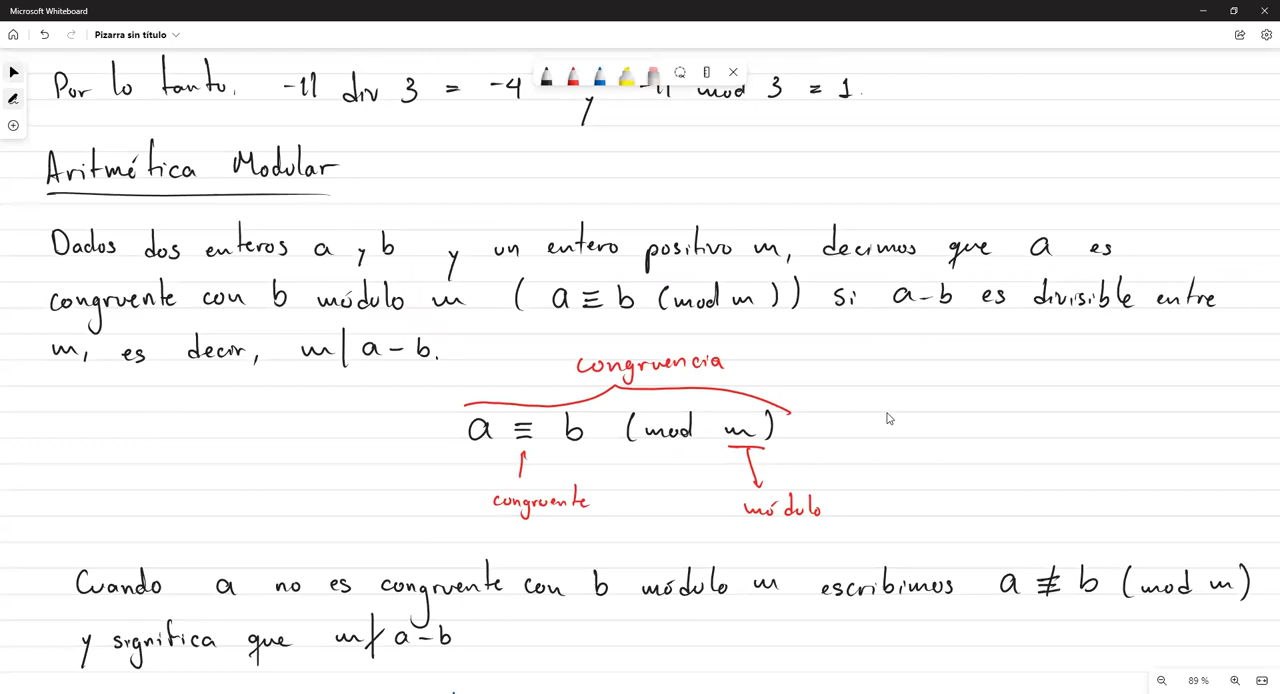 Microsoft Whiteboard
Pizarra sin título
Por lo tanto, -11 div 3 = -4 y -11 mod 3 = 1.
Aritmética Modular
Dados dos enteros a y b y un entero positivo m, decimos que a es
congruente con b módulo m ( a ≡ b (mod m)) si a-b es divisible entre
m, es decir, m | a-b.
congruencia
a ≡ b (mod m)
congruente
módulo
Cuando a no es congruente con b módulo m escribimos a ≢ b (mod m)
y significa que m ∤ a-b
89 %